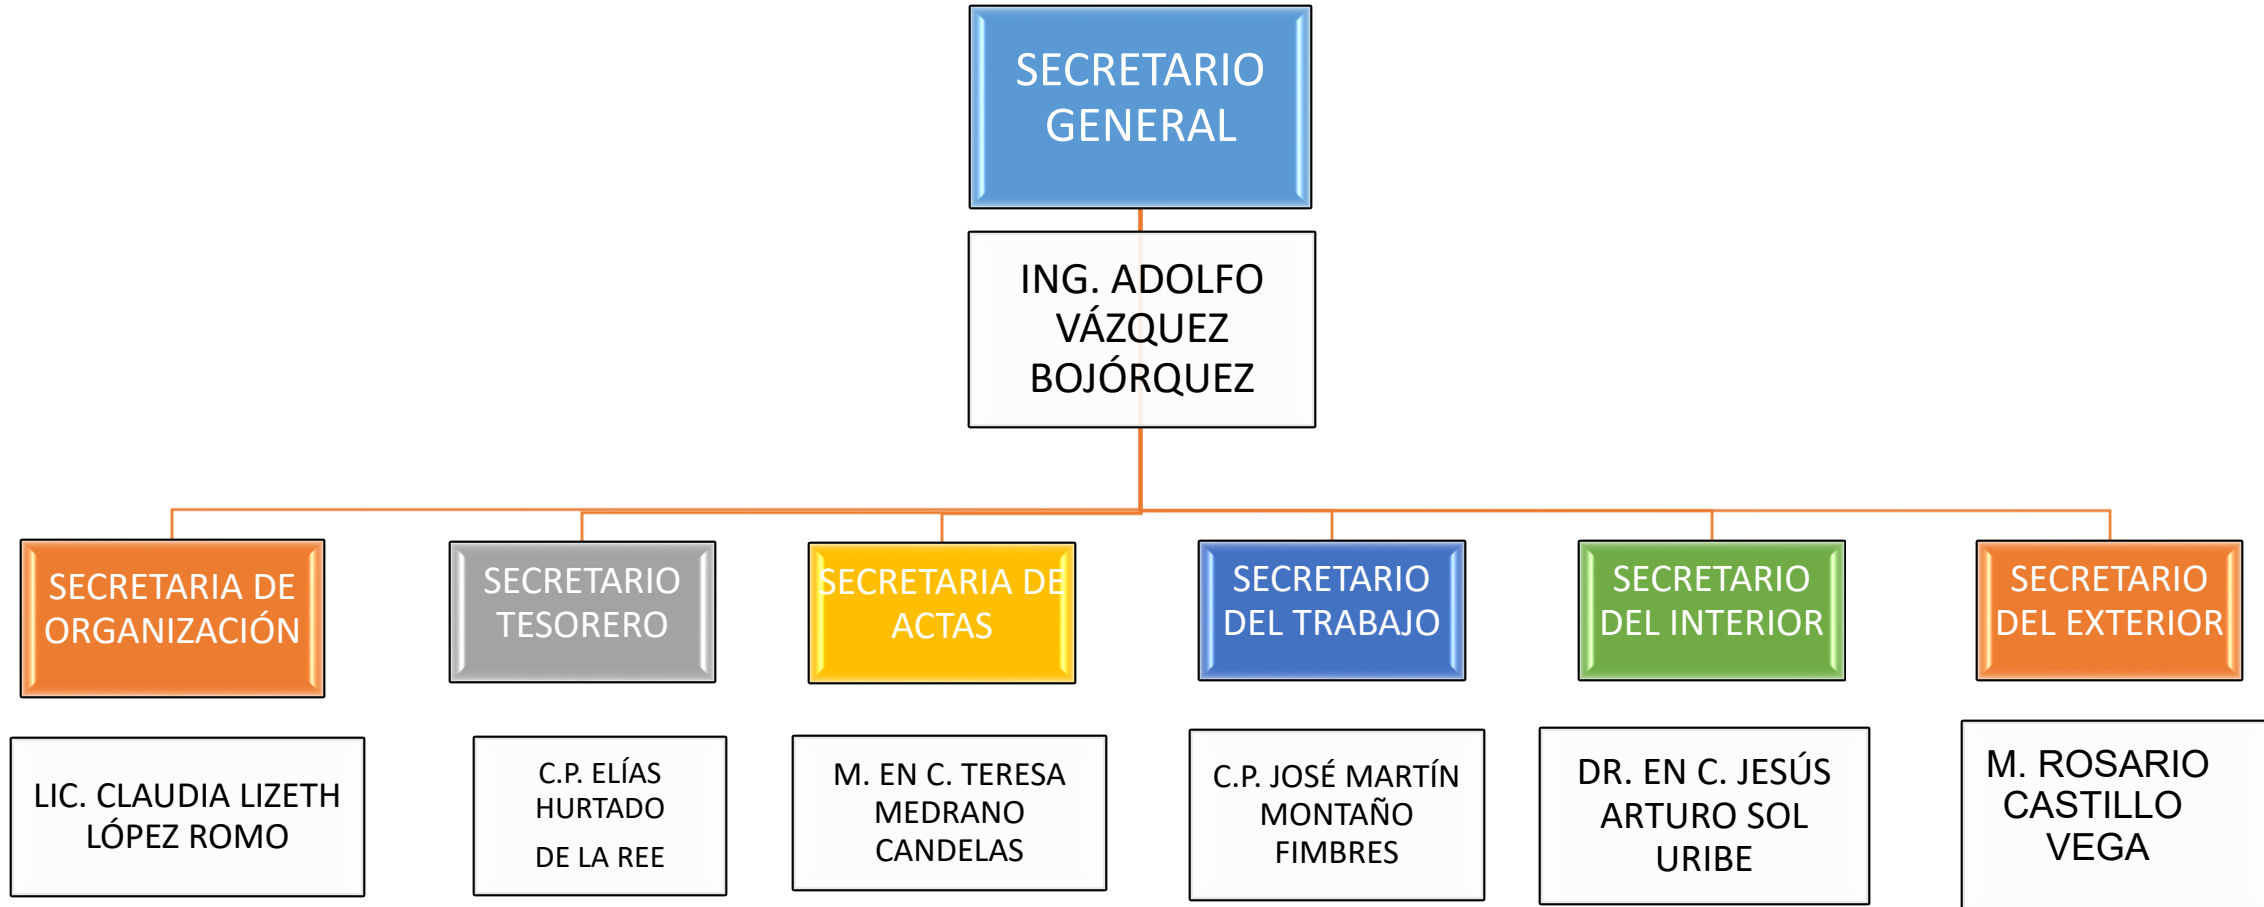 SECRETARIO
GENERAL
ING. ADOLFO
VÁZQUEZ
BOJÓRQUEZ
SECRETARIA DE
ORGANIZACIÓN
LIC. CLAUDIA LIZETH
LÓPEZ ROMO
SECRETARIO
TESORERO
C.P. ELÍAS
HURTADO
DE LA REE
SECRETARIA DE
ACTAS
M. EN C. TERESA
MEDRANO
CANDELAS
SECRETARIO
DEL TRABAJO
C.P. JOSÉ MARTÍN
MONTAÑO
FIMBRES
SECRETARIO
DEL INTERIOR
DR. EN C. JESÚS
ARTURO SOL
URIBE
SECRETARIO
DEL EXTERIOR
M. ROSARIO
CASTILLO
VEGA